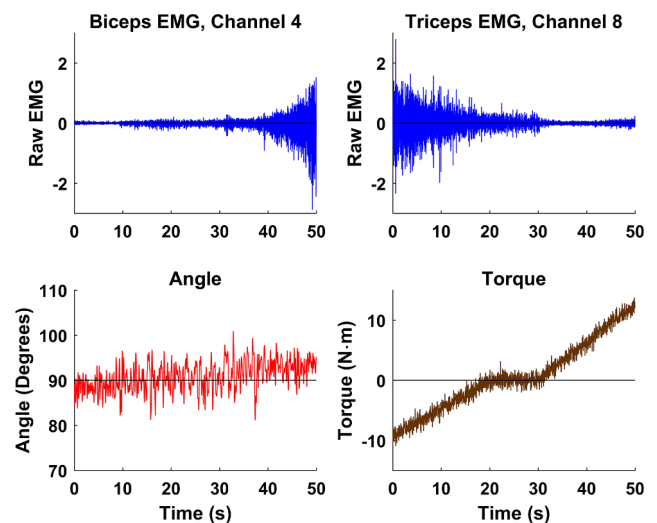 Biceps EMG, Channel 4
Raw EMG
2
0
-2
0 10 20 30 40 50
Triceps EMG, Channel 8
Raw EMG
2
0
-2
0 10 20 30 40 50
Angle
Angle (Degrees)
110
100
90
80
70
0 10 20 30 40 50
Time (s)
Torque
Torque (N·m)
10
0
-10
0 10 20 30 40 50
Time (s)